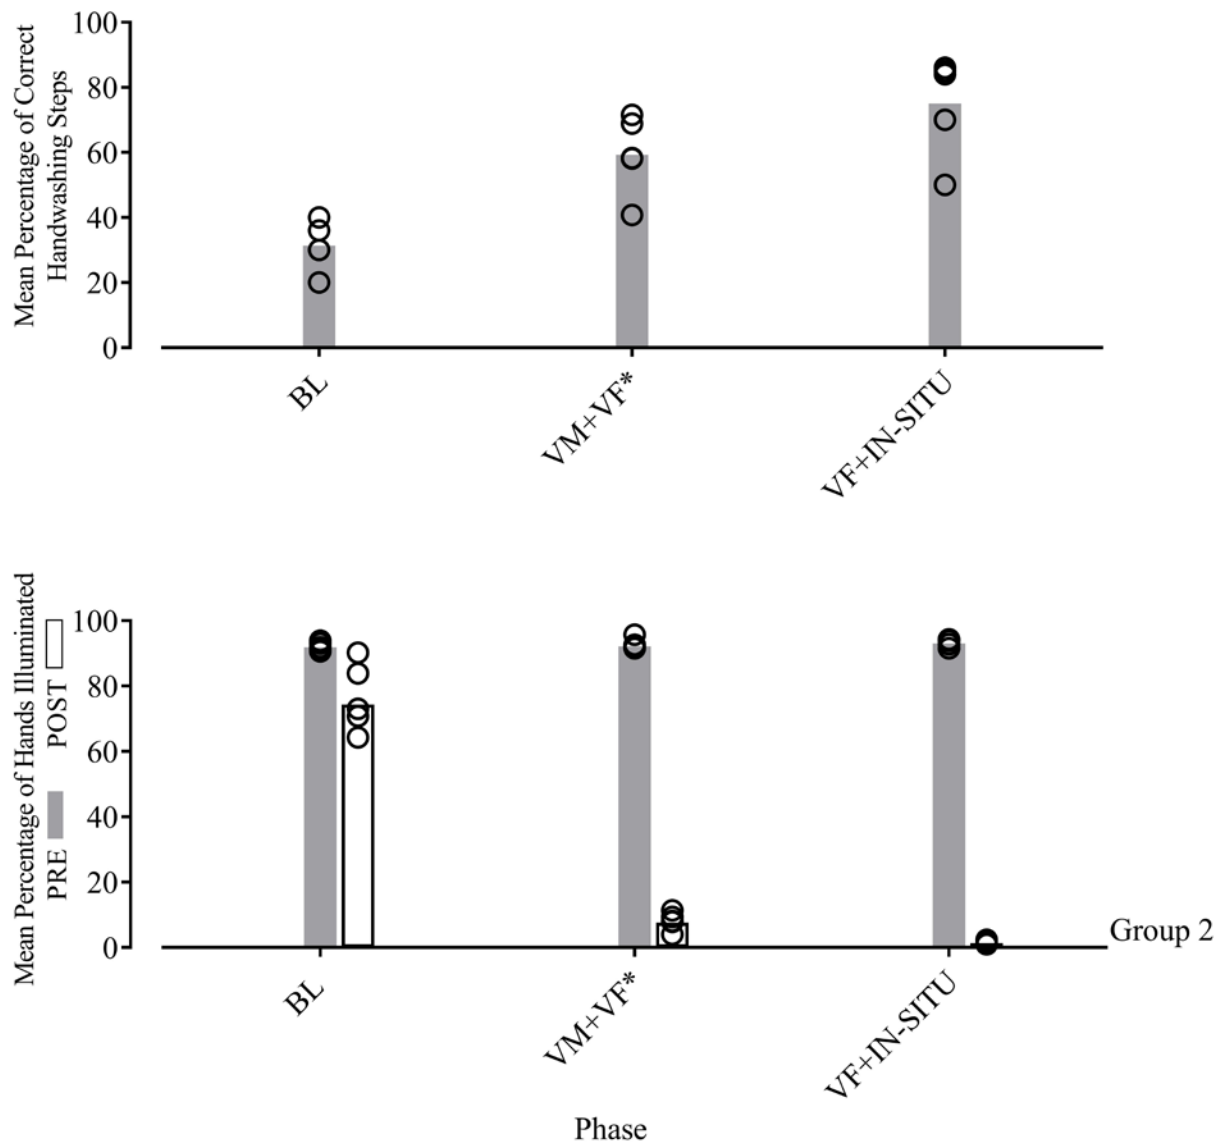 Mean Percentage of Correct
Handwashing Steps
100
80
60
40
20
0
BL
VM+VF*
VF+IN-SITU
Mean Percentage of Hands Illuminated
PRE POST
100
80
60
40
20
0
BL
VM+VF*
VF+IN-SITU
Group 2
Phase